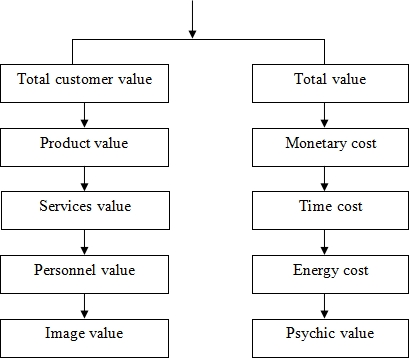 Total customer value
Total value
Product value
Monetary cost
Services value
Time cost
Personnel value
Energy cost
Image value
Psychic value